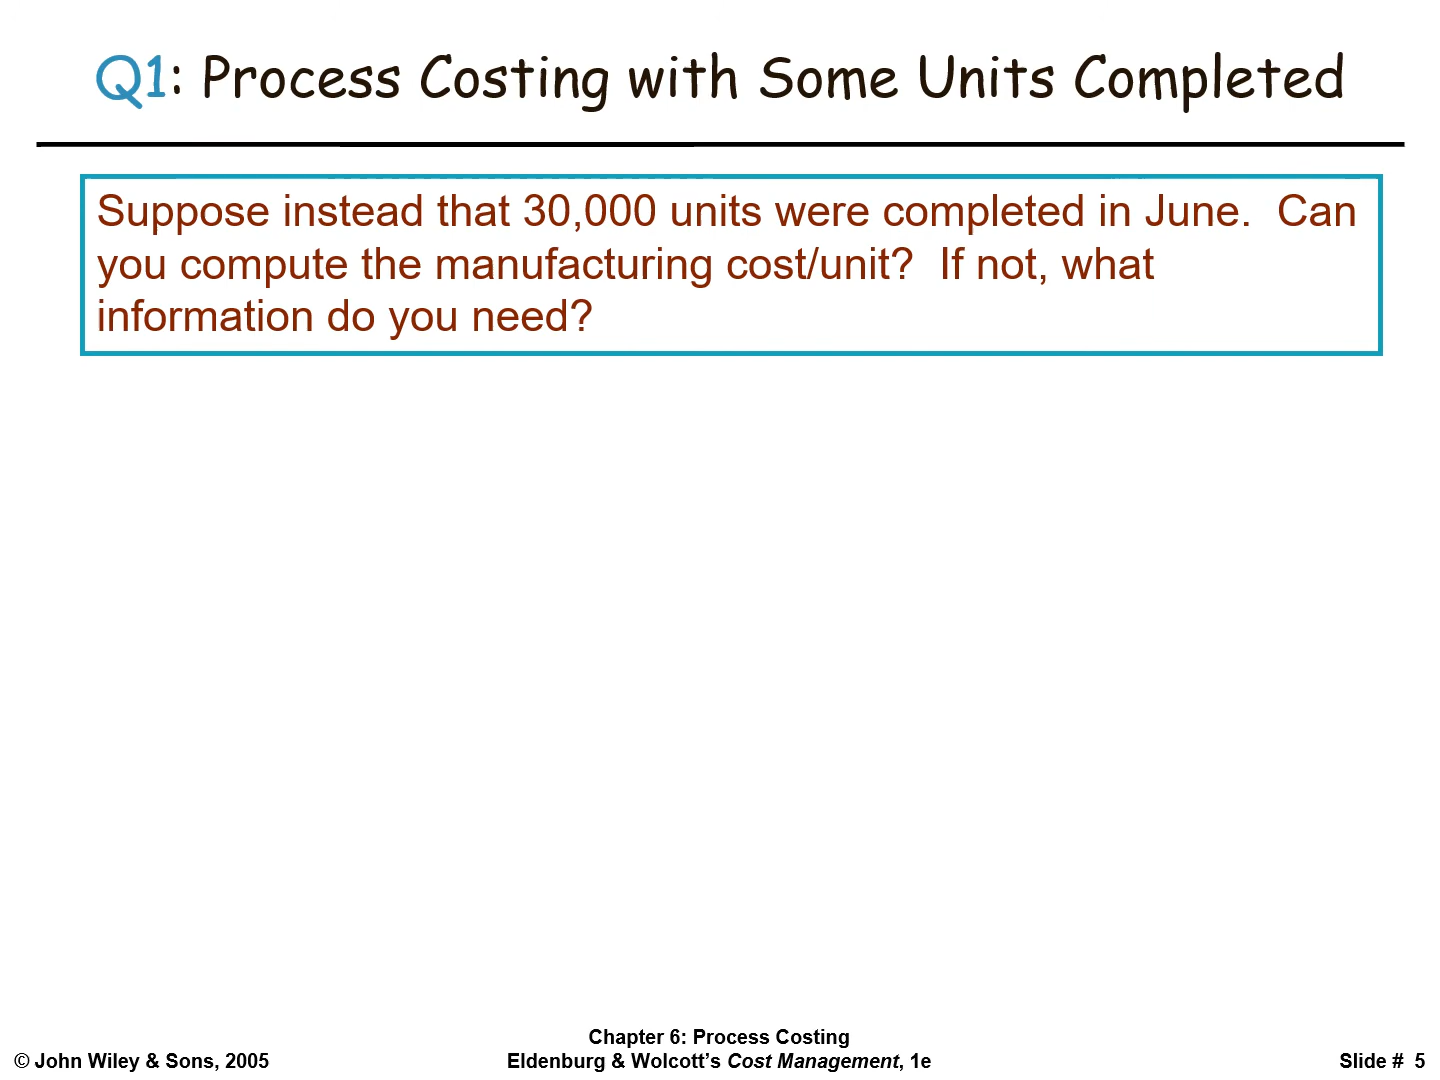 Q1: Process Costing with Some Units Completed
Suppose instead that 30,000 units were completed in June.  Can
you compute the manufacturing cost/unit?  If not, what
information do you need?
Chapter 6: Process Costing
© John Wiley & Sons, 2005
Eldenburg & Wolcott’s Cost Management, 1e
Slide #  5